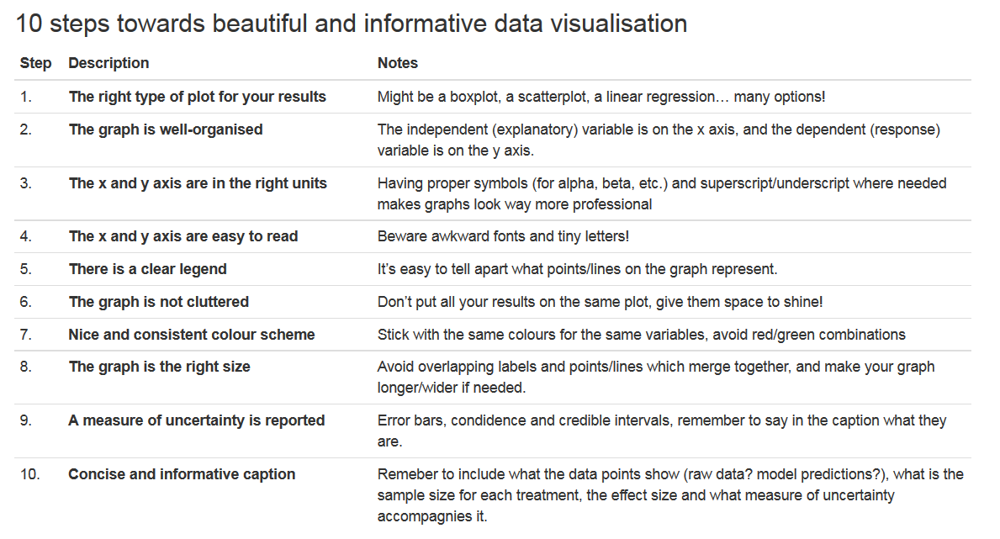 10 steps towards beautiful and informative data visualisation
Step Description Notes
1. The right type of plot for your results Might be a boxplot, a scatterplot, a linear regression… many options!
2. The graph is well-organised The independent (explanatory) variable is on the x axis, and the dependent (response)
variable is on the y axis.
3. The x and y axis are in the right units Having proper symbols (for alpha, beta, etc.) and superscript/underscript where needed
makes graphs look way more professional
4. The x and y axis are easy to read Beware awkward fonts and tiny letters!
5. There is a clear legend It’s easy to tell apart what points/lines on the graph represent.
6. The graph is not cluttered Don’t put all your results on the same plot, give them space to shine!
7. Nice and consistent colour scheme Stick with the same colours for the same variables, avoid red/green combinations
8. The graph is the right size Avoid overlapping labels and points/lines which merge together, and make your graph
longer/wider if needed.
9. A measure of uncertainty is reported Error bars, condidence and credible intervals, remember to say in the caption what they
are.
10. Concise and informative caption Remeber to include what the data points show (raw data? model predictions?), what is the
sample size for each treatment, the effect size and what measure of uncertainty
accompagnies it.